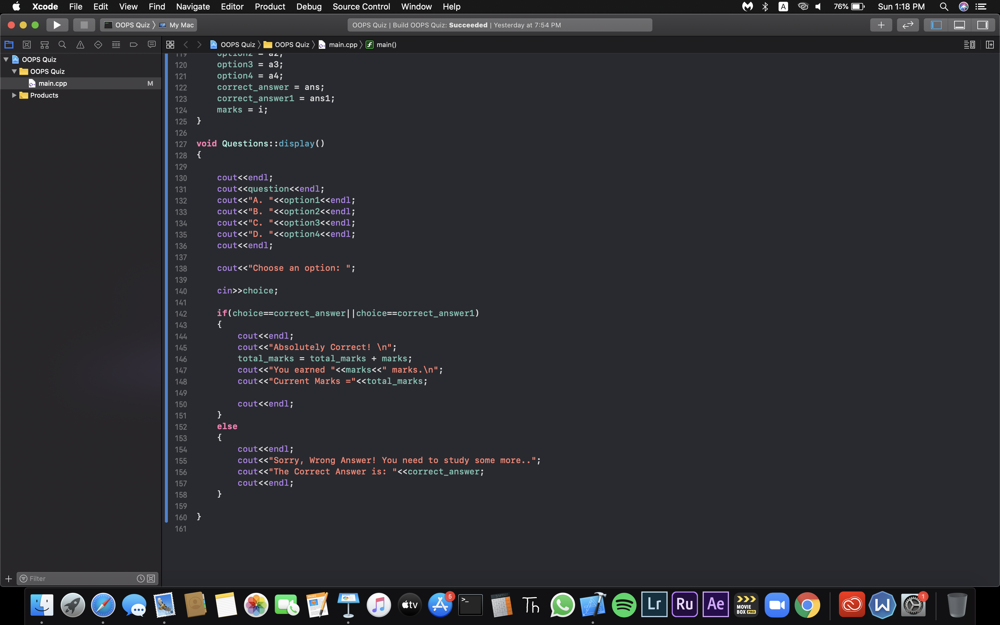 Xcode File Edit View Find Navigate Editor Product Debug Source Control Window Help A 76% Sun 1:18 PM
OOPS Quiz 〉 My Mac OOPS Quiz | Build OOPS Quiz: Succeeded | Yesterday at 7:54 PM
OOPS Quiz 〉 OOPS Quiz 〉 main.cpp 〉 f main()
OOPS Quiz
OOPS Quiz
main.cpp M
Products
119 option2 = a2;
120 option3 = a3;
121 option4 = a4;
122 correct_answer = ans;
123 correct_answer1 = ans1;
124 marks = i;
125 }
126
127 void Questions::display()
128 {
129
130 cout<<endl;
131 cout<<question<<endl;
132 cout<<"A. "<<option1<<endl;
133 cout<<"B. "<<option2<<endl;
134 cout<<"C. "<<option3<<endl;
135 cout<<"D. "<<option4<<endl;
136 cout<<endl;
137
138 cout<<"Choose an option: ";
139
140 cin>>choice;
141
142 if(choice==correct_answer||choice==correct_answer1)
143 {
144 cout<<endl;
145 cout<<"Absolutely Correct! \n";
146 total_marks = total_marks + marks;
147 cout<<"You earned "<<marks<<" marks.\n";
148 cout<<"Current Marks ="<<total_marks;
149
150 cout<<endl;
151 }
152 else
153 {
154 cout<<endl;
155 cout<<"Sorry, Wrong Answer! You need to study some more..";
156 cout<<"The Correct Answer is: "<<correct_answer;
157 cout<<endl;
158 }
159
160 }
161
Filter
PAGES tv 5 >_ Th Lr Ru Ae MOVIE BOX PRO 1